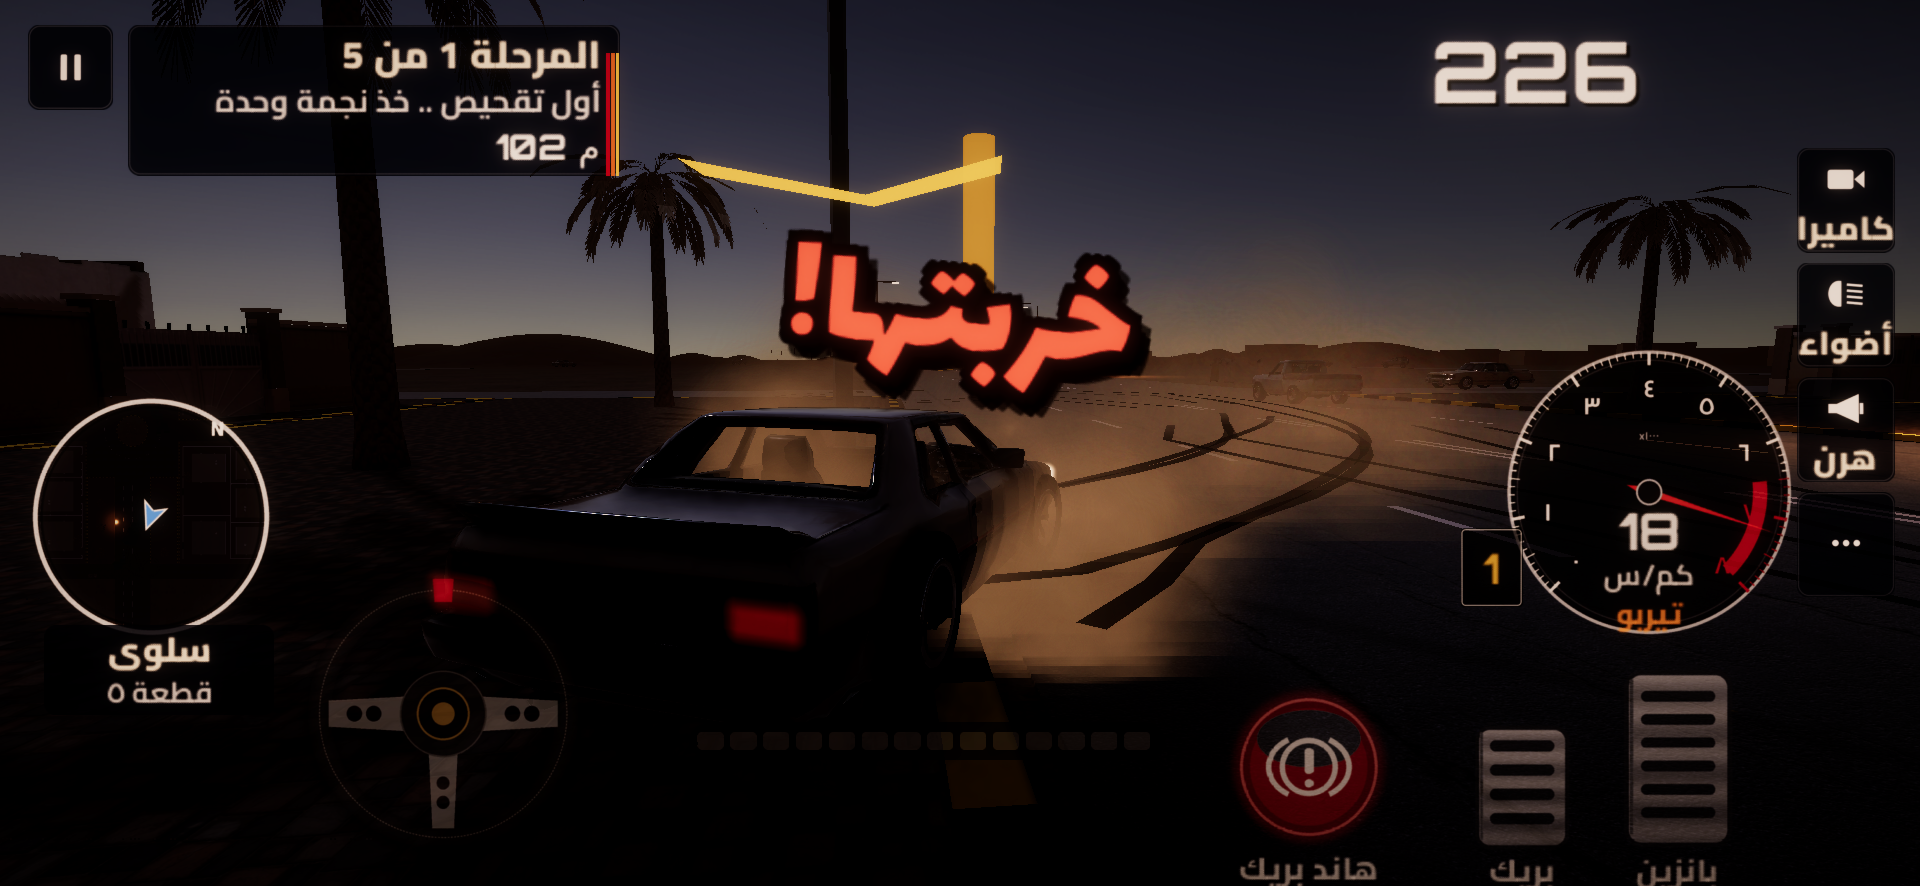 المرحلة 1 من 5
أول تقحيص .. خذ نجمة وحدة
102 م
226
كاميرا
أضواء
هرن
خربتها!
N
سلوى
قطعة ٥
١
٢
٣
٤
٥
٦
18
كم/س
تيربو
1
هاند بريك
بريك
بانزين